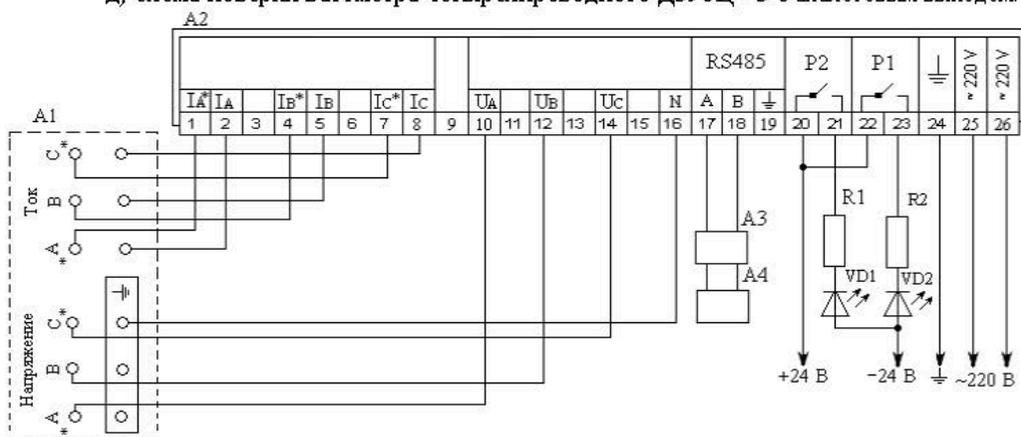 A2
RS485 P2 P1 ~220 V ~220 V
IA* IA IB* IB IC* IC UA UB UC N A B
1 2 3 4 5 6 7 8 9 10 11 12 13 14 15 16 17 18 19 20 21 22 23 24 25 26
A1
C*
Ток B
A*
R1 R2
A3
A4
VD1 VD2
Напряжение C*
B
A*
+24 В −24 В ~220 В